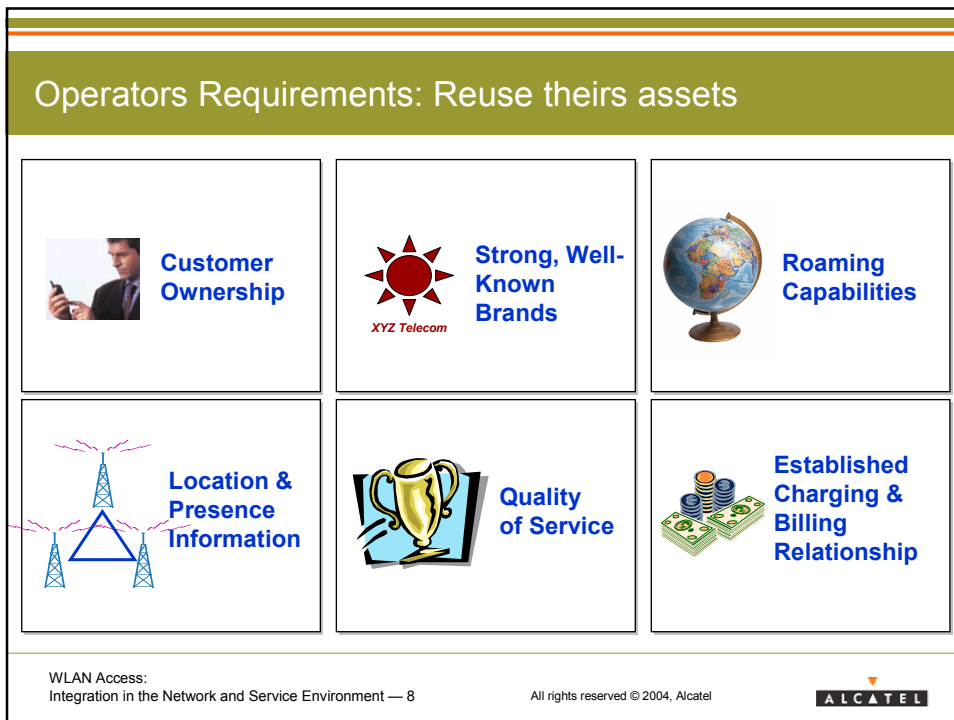 Operators Requirements: Reuse theirs assets
Customer
Ownership
XYZ Telecom
Strong, Well-
Known
Brands
Roaming
Capabilities
Location &
Presence
Information
Quality
of Service
Established
Charging &
Billing
Relationship
WLAN Access:
Integration in the Network and Service Environment — 8
All rights reserved © 2004, Alcatel
ALCATEL